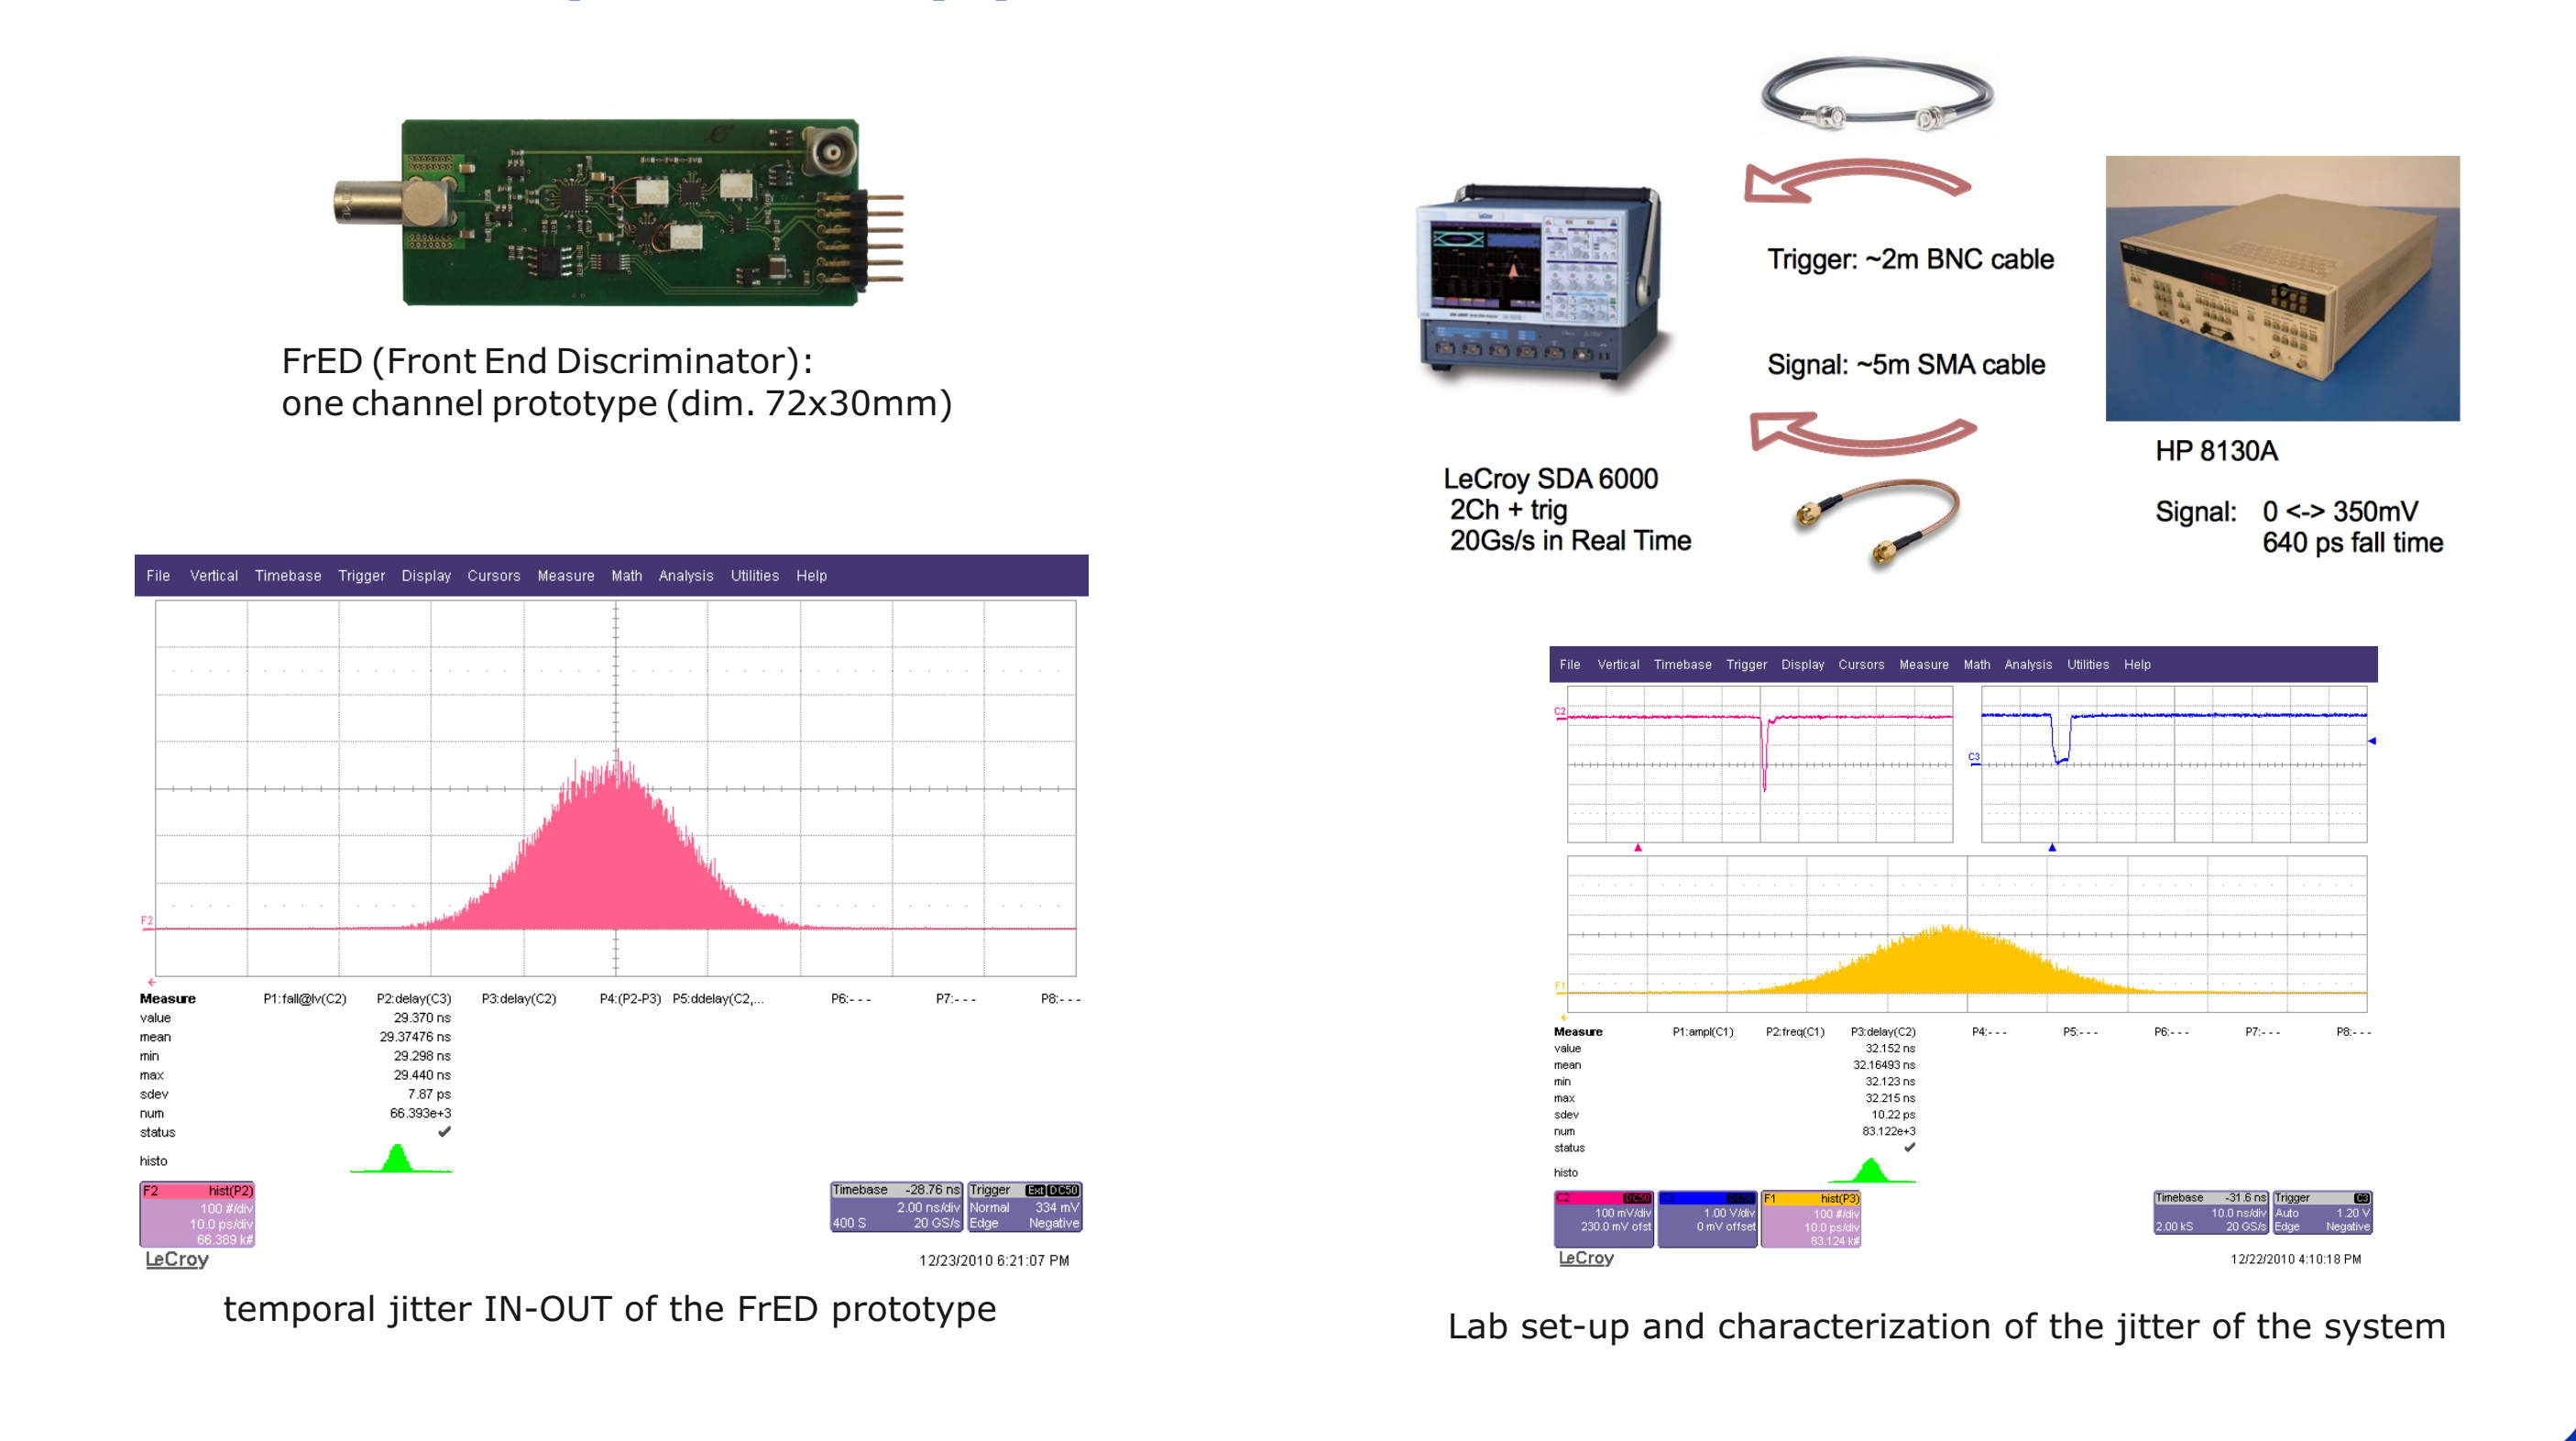 FrED (Front End Discriminator):
one channel prototype (dim. 72x30mm)
Trigger: ~2m BNC cable
Signal: ~5m SMA cable
LeCroy SDA 6000
2Ch + trig
20Gs/s in Real Time
HP 8130A
Signal: 0 <-> 350mV
640 ps fall time
File Vertical Timebase Trigger Display Cursors Measure Math Analysis Utilities Help
F2
Measure P1:fall@lv(C2) P2:delay(C3) P3:delay(C2) P4:(P2-P3) P5:ddelay(C2,... P6:- - - P7:- - - P8:- - -
value 29.370 ns
mean 29.37476 ns
min 29.298 ns
max 29.440 ns
sdev 7.87 ps
num 66.393e+3
status
histo
F2 hist(P2)
100 #/div
10.0 ps/div
66.389 k#
Timebase -28.76 ns Trigger Ext DC50
2.00 ns/div Normal 334 mV
400 S 20 GS/s Edge Negative
LeCroy
12/23/2010 6:21:07 PM
temporal jitter IN-OUT of the FrED prototype
File Vertical Timebase Trigger Display Cursors Measure Math Analysis Utilities Help
C2
C3
F1
Measure P1:ampl(C1) P2:freq(C1) P3:delay(C2) P4:- - - P5:- - - P6:- - - P7:- - - P8:- - -
value 32.152 ns
mean 32.16493 ns
min 32.123 ns
max 32.215 ns
sdev 10.22 ps
num 83.122e+3
status
histo
C2 DC50 C3 DC50 F1 hist(P3)
100 mV/div 1.00 V/div 100 #/div
230.0 mV ofst 0 mV offset 10.0 ps/div
83.124 k#
Timebase -31.6 ns Trigger C3
10.0 ns/div Auto 1.20 V
2.00 kS 20 GS/s Edge Negative
LeCroy
12/22/2010 4:10:18 PM
Lab set-up and characterization of the jitter of the system